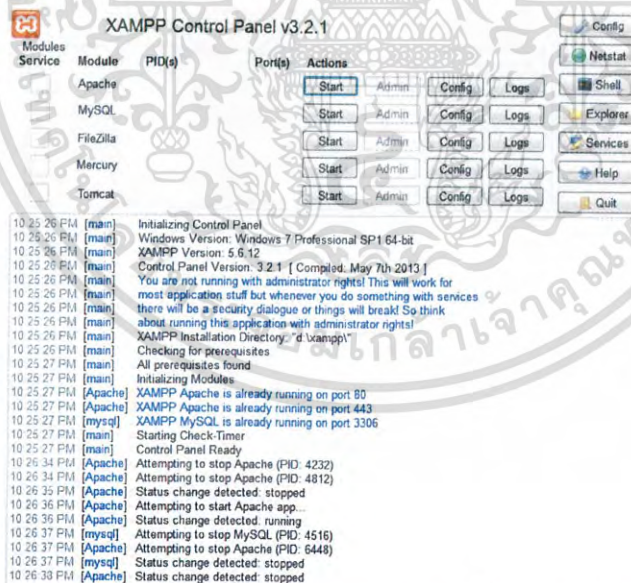 XAMPP Control Panel v3.2.1
Config
Modules
Service Module PID(s) Port(s) Actions
Netstat
Apache Start Admin Config Logs
Shell
MySQL Start Admin Config Logs
Explorer
FileZilla Start Admin Config Logs
Services
Mercury Start Admin Config Logs
Help
Tomcat Start Admin Config Logs
Quit
10:25:26 PM [main] Initializing Control Panel
10:25:26 PM [main] Windows Version: Windows 7 Professional SP1 64-bit
10:25:26 PM [main] XAMPP Version: 5.6.12
10:25:26 PM [main] Control Panel Version: 3.2.1 [ Compiled: May 7th 2013 ]
10:25:26 PM [main] You are not running with administrator rights! This will work for
10:25:26 PM [main] most application stuff but whenever you do something with services
10:25:26 PM [main] there will be a security dialogue or things will break! So think
10:25:26 PM [main] about running this application with administrator rights!
10:25:26 PM [main] XAMPP Installation Directory: "d:\xampp\"
10:25:26 PM [main] Checking for prerequisites
10:25:27 PM [main] All prerequisites found
10:25:27 PM [main] Initializing Modules
10:25:27 PM [Apache] XAMPP Apache is already running on port 80
10:25:27 PM [Apache] XAMPP Apache is already running on port 443
10:25:27 PM [mysql] XAMPP MySQL is already running on port 3306
10:25:27 PM [main] Starting Check-Timer
10:25:27 PM [main] Control Panel Ready
10:26:34 PM [Apache] Attempting to stop Apache (PID: 4232)
10:26:34 PM [Apache] Attempting to stop Apache (PID: 4812)
10:26:35 PM [Apache] Status change detected: stopped
10:26:36 PM [Apache] Attempting to start Apache app...
10:26:36 PM [Apache] Status change detected: running
10:26:37 PM [mysql] Attempting to stop MySQL (PID: 4516)
10:26:37 PM [Apache] Attempting to stop Apache (PID: 6448)
10:26:37 PM [mysql] Status change detected: stopped
10:26:38 PM [Apache] Status change detected: stopped